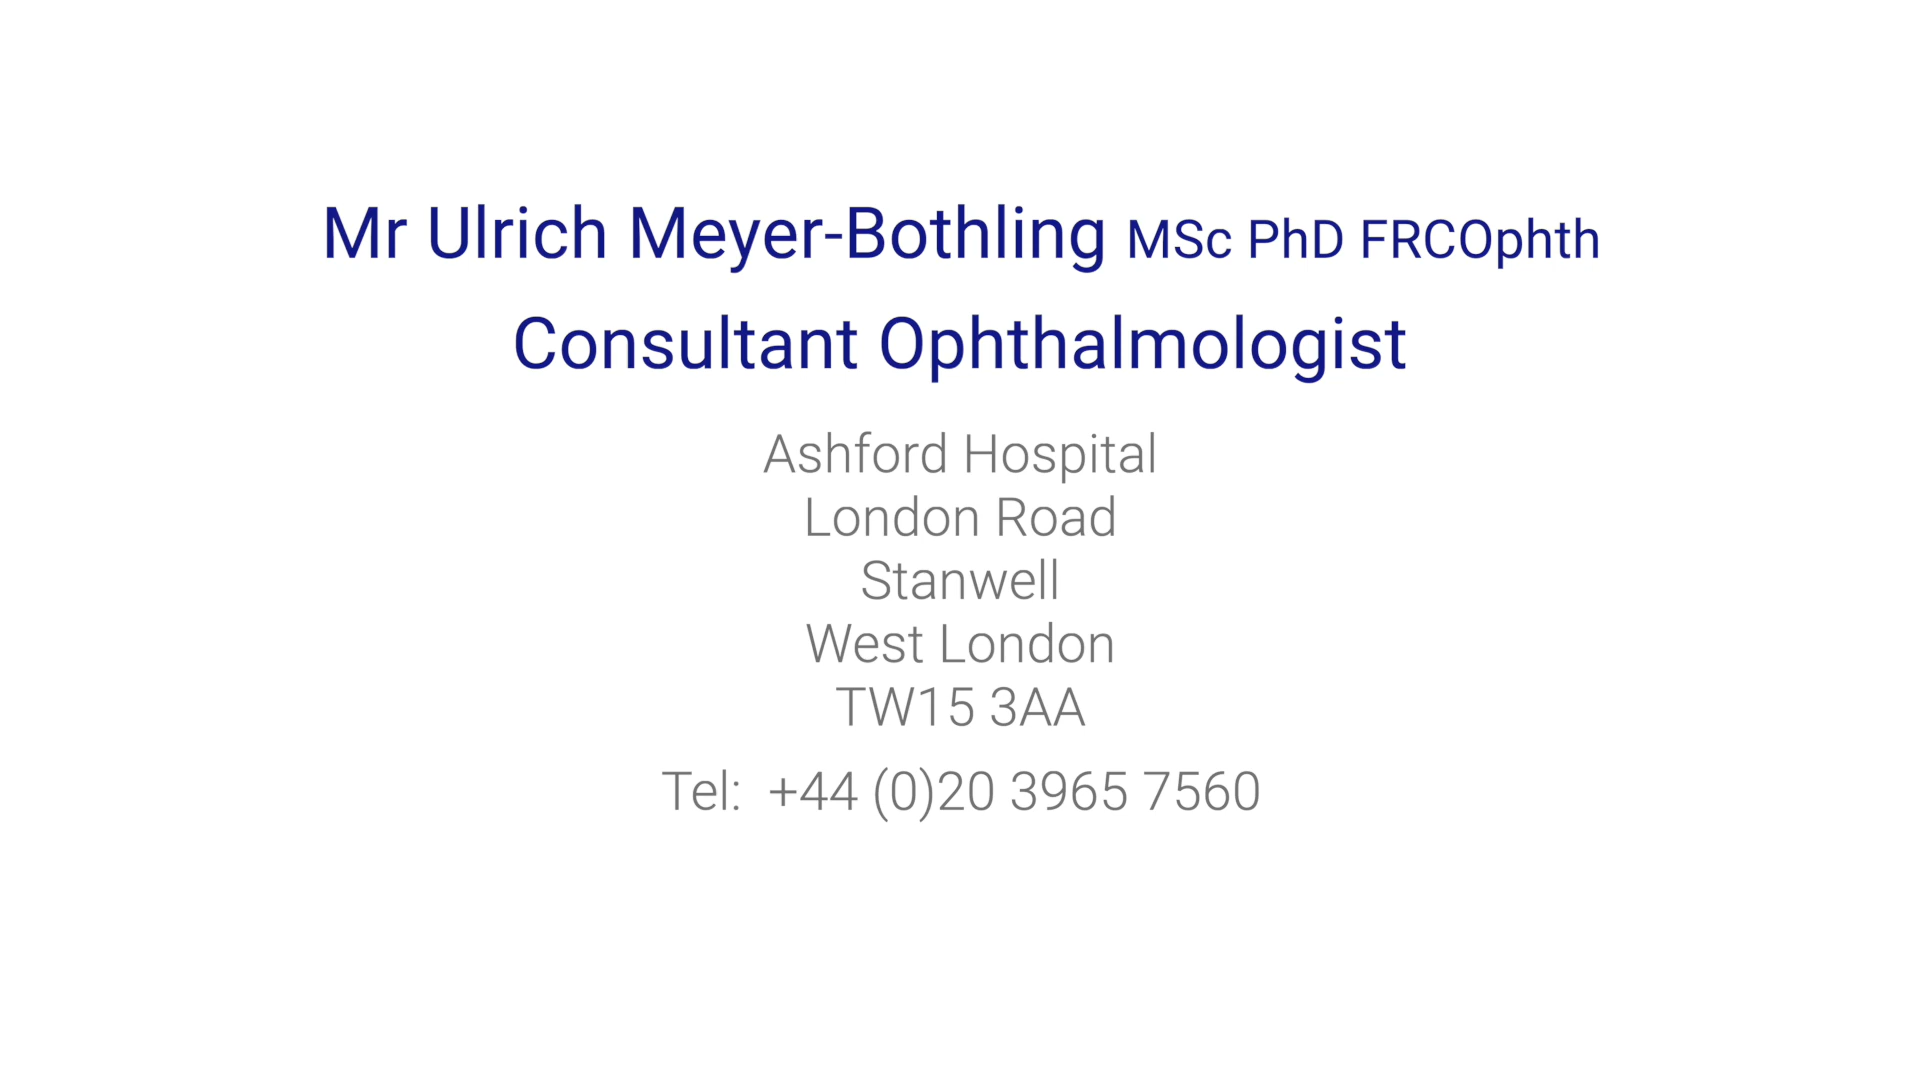 Mr Ulrich Meyer-Bothling MSc PhD FRCOphth
Consultant Ophthalmologist
Ashford Hospital
London Road
Stanwell
West London
TW15 3AA
Tel:  +44 (0)20 3965 7560